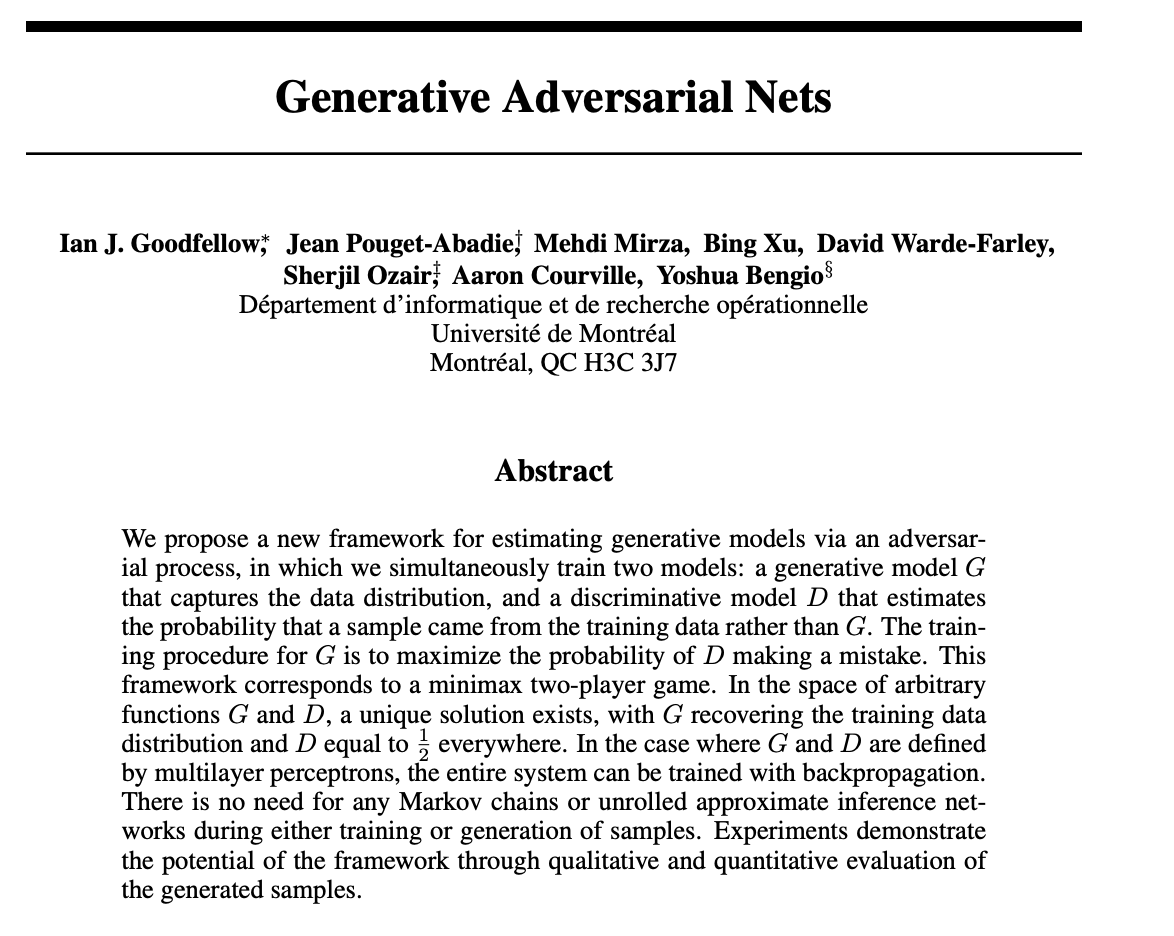 Generative Adversarial Nets
Ian J. Goodfellow,* Jean Pouget-Abadie,† Mehdi Mirza, Bing Xu, David Warde-Farley,
Sherjil Ozair,‡ Aaron Courville, Yoshua Bengio§
Département d'informatique et de recherche opérationnelle
Université de Montréal
Montréal, QC H3C 3J7
Abstract
We propose a new framework for estimating generative models via an adversar-
ial process, in which we simultaneously train two models: a generative model G
that captures the data distribution, and a discriminative model D that estimates
the probability that a sample came from the training data rather than G. The train-
ing procedure for G is to maximize the probability of D making a mistake. This
framework corresponds to a minimax two-player game. In the space of arbitrary
functions G and D, a unique solution exists, with G recovering the training data
distribution and D equal to 1/2 everywhere. In the case where G and D are defined
by multilayer perceptrons, the entire system can be trained with backpropagation.
There is no need for any Markov chains or unrolled approximate inference net-
works during either training or generation of samples. Experiments demonstrate
the potential of the framework through qualitative and quantitative evaluation of
the generated samples.